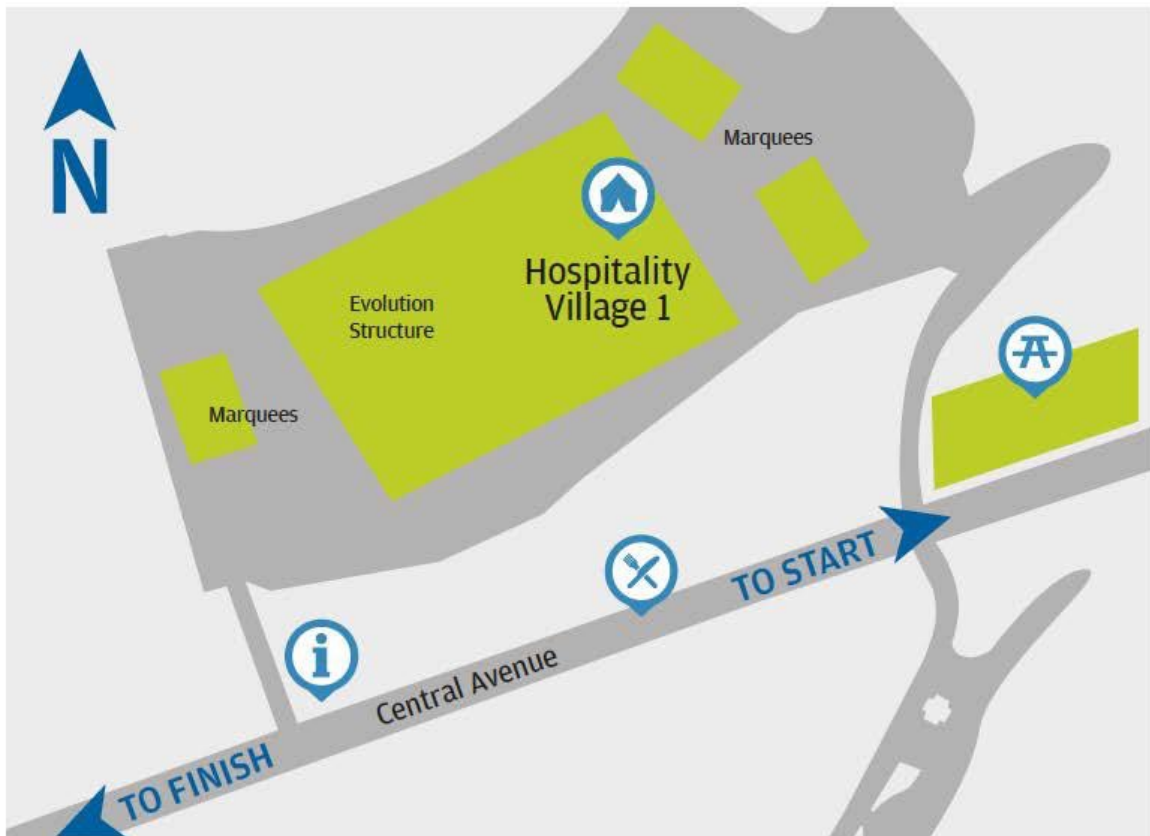 N
Marquees
Hospitality
Village 1
Evolution
Structure
Marquees
TO START
Central Avenue
TO FINISH